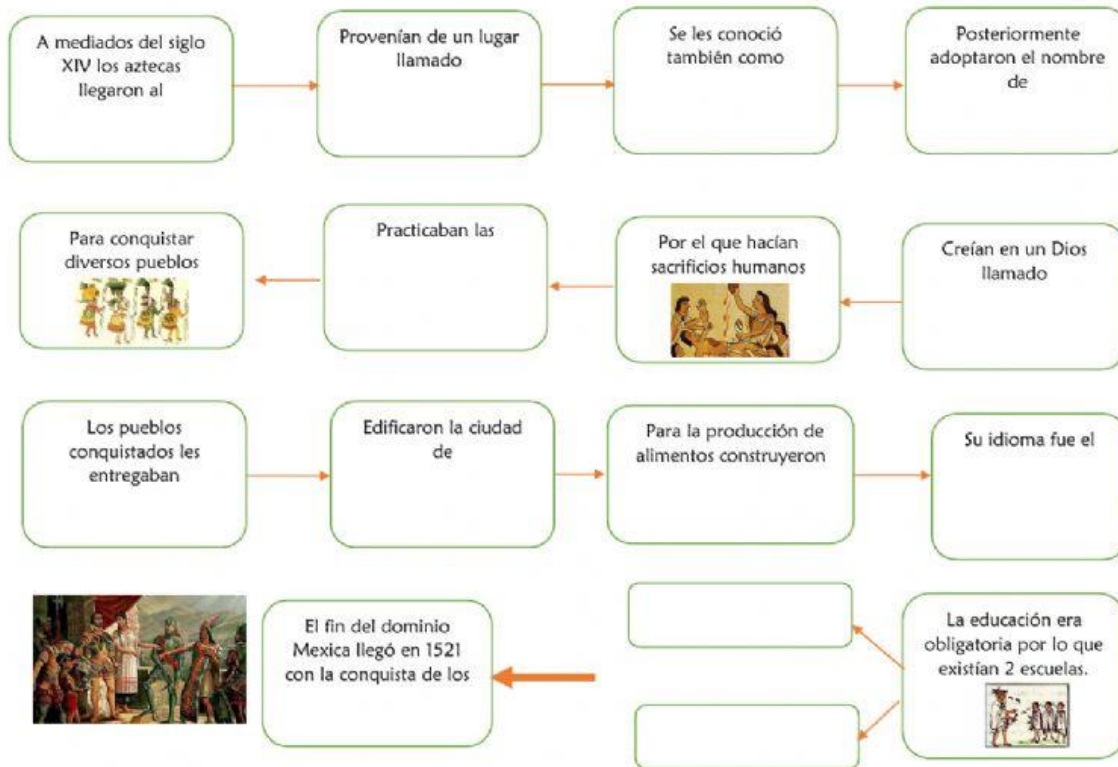 A mediados del siglo
XIV los aztecas
llegaron al
Provenían de un lugar
llamado
Se les conoció
también como
Posteriormente
adoptaron el nombre
de
Creían en un Dios
llamado
Por el que hacían
sacrificios humanos
Practicaban las
Para conquistar
diversos pueblos
Los pueblos
conquistados les
entregaban
Edificaron la ciudad
de
Para la producción de
alimentos construyeron
Su idioma fue el
La educación era
obligatoria por lo que
existían 2 escuelas.
El fin del dominio
Mexica llegó en 1521
con la conquista de los